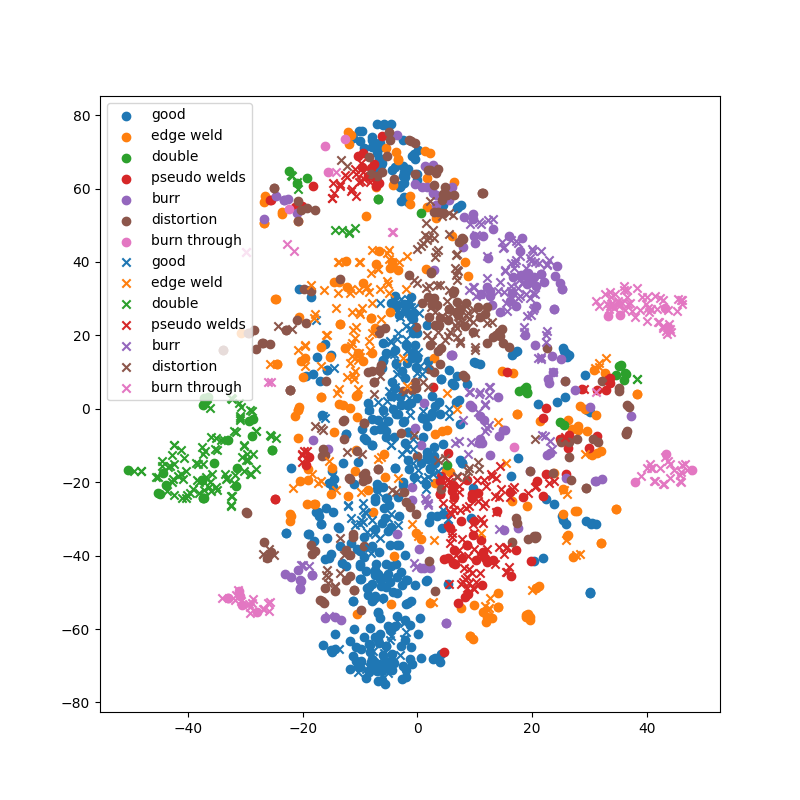 80
60
40
20
0
−20
−40
−60
−80
−40
−20
0
20
40
good
edge weld
double
pseudo welds
burr
distortion
burn through
good
edge weld
double
pseudo welds
burr
distortion
burn through